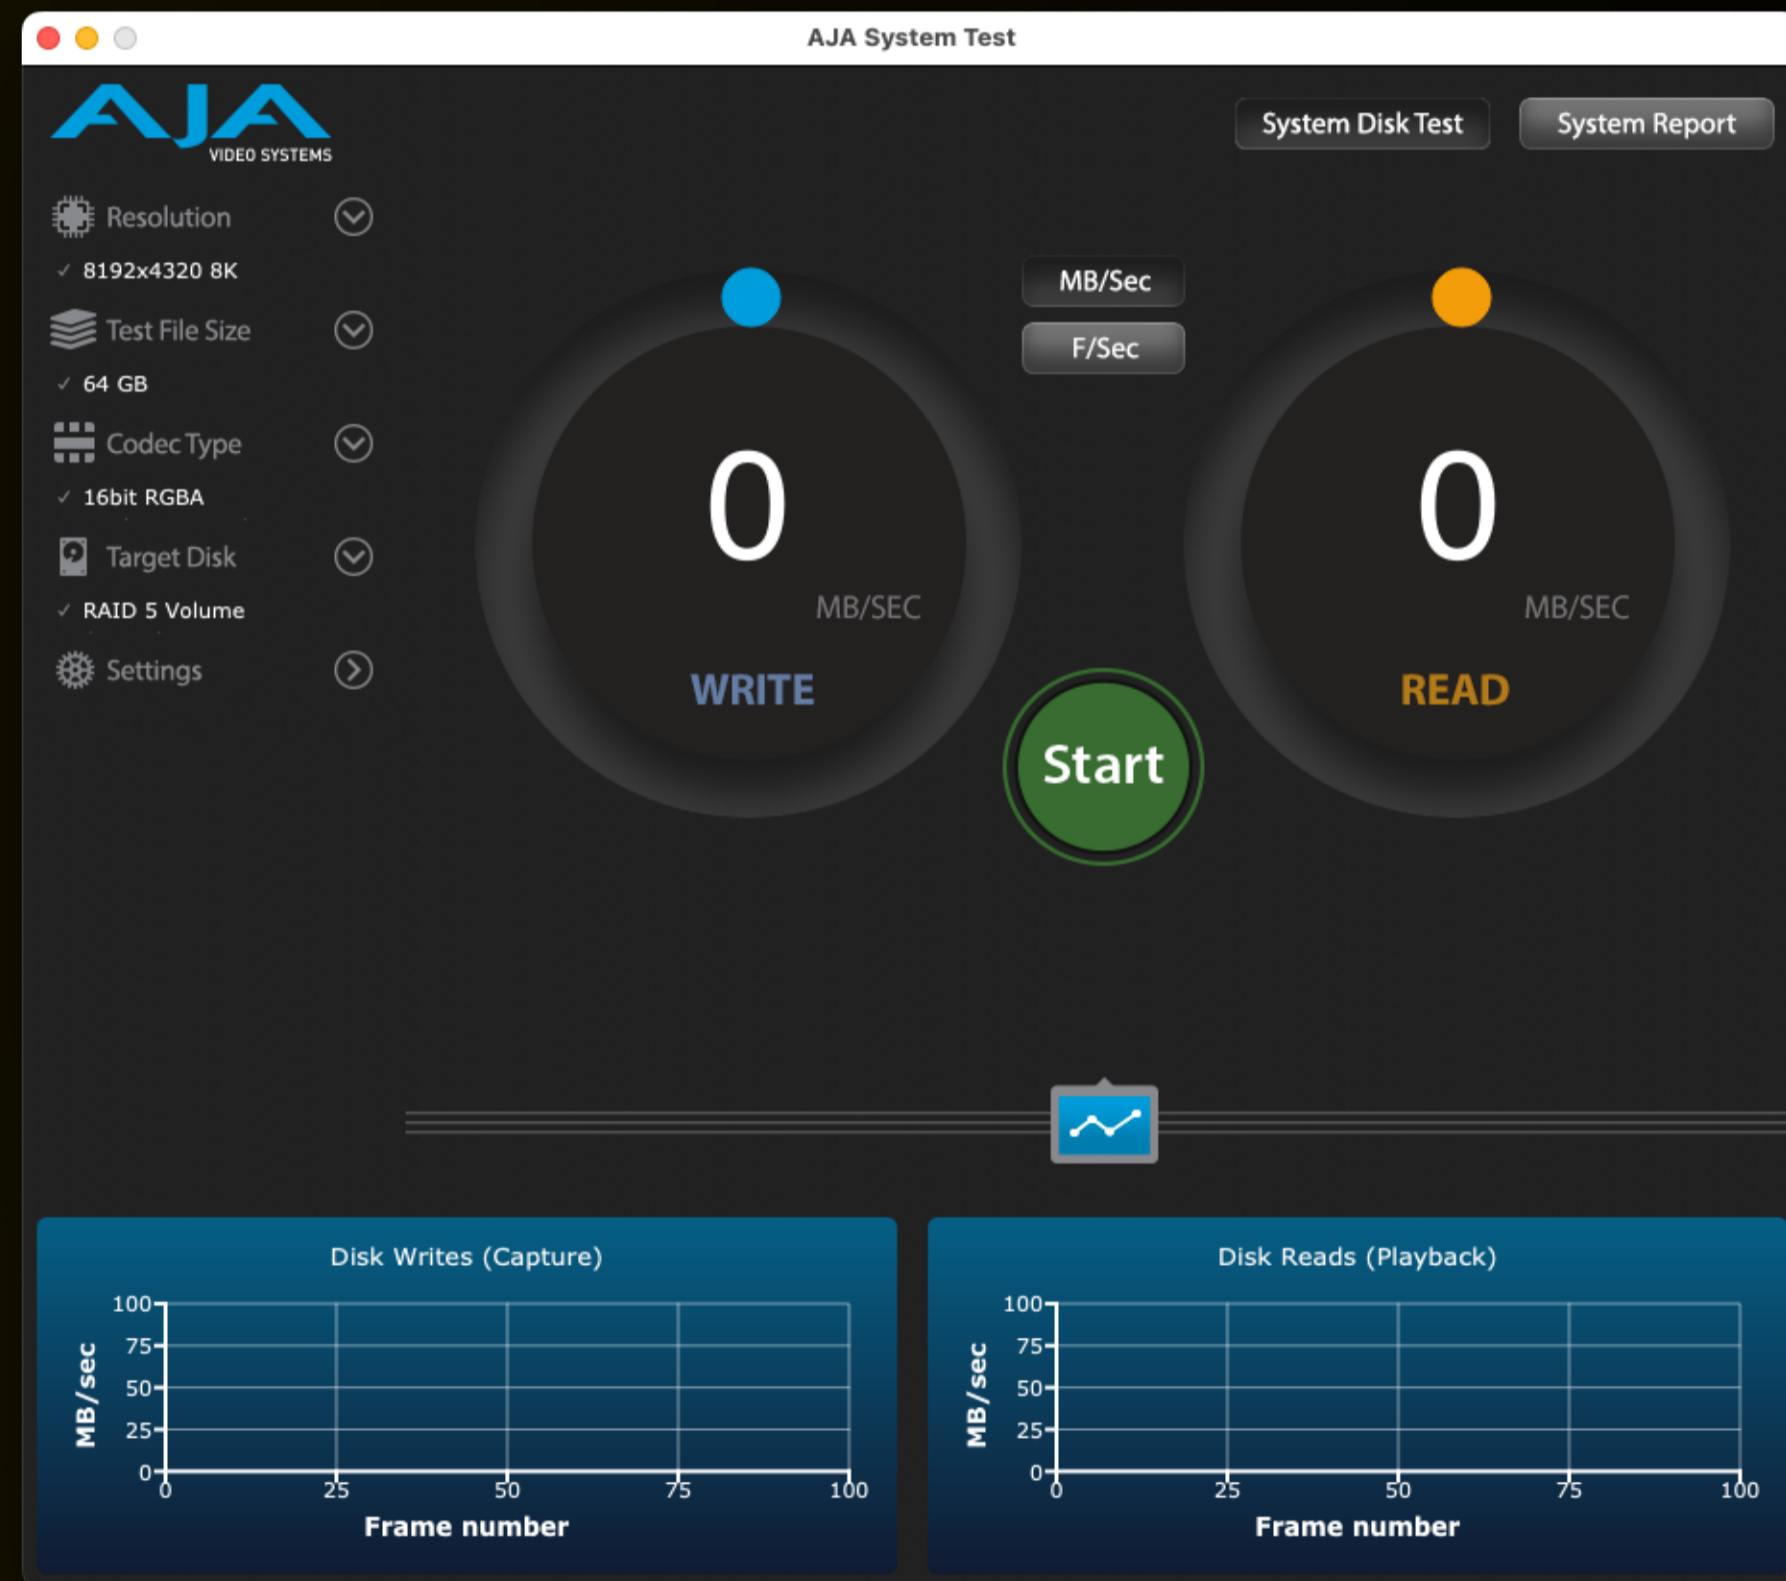 AJA System Test
AJA
VIDEO SYSTEMS
System Disk Test
System Report
Resolution
✓ 8192x4320 8K
Test File Size
✓ 64 GB
Codec Type
✓ 16bit RGBA
Target Disk
✓ RAID 5 Volume
Settings
MB/Sec
F/Sec
0
MB/SEC
WRITE
0
MB/SEC
READ
Start
Disk Writes (Capture)
MB/sec
100
75
50
25
0
0 25 50 75 100
Frame number
Disk Reads (Playback)
MB/sec
100
75
50
25
0
0 25 50 75 100
Frame number